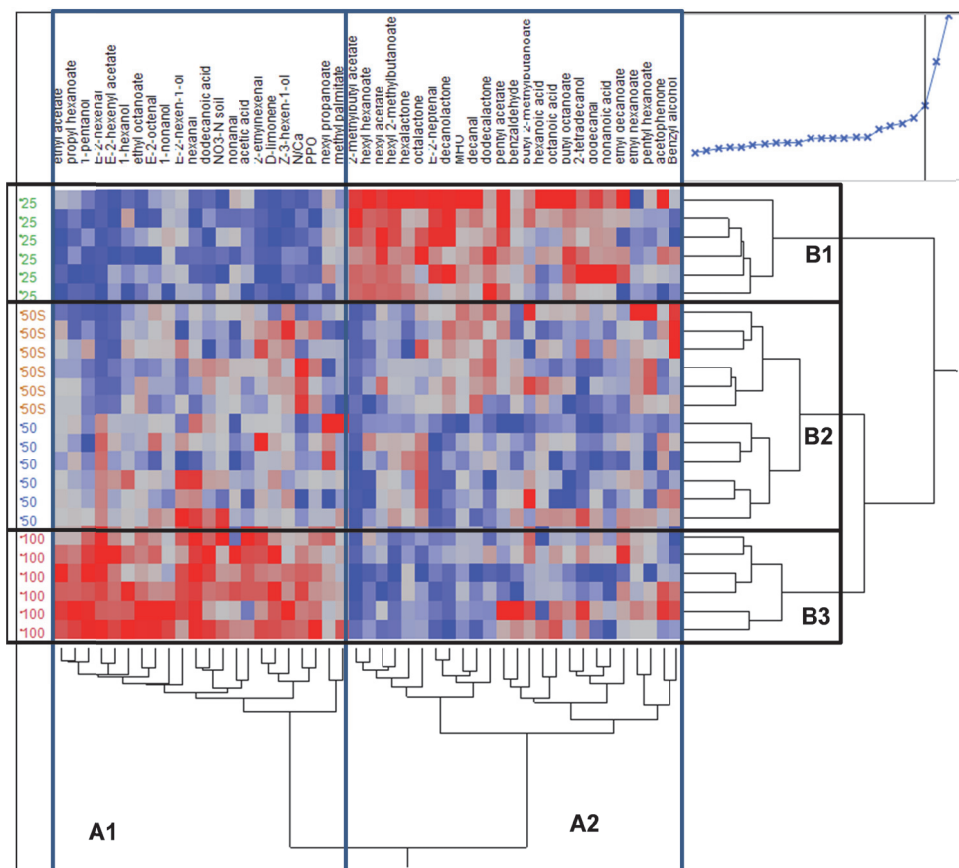 ethyl acetate
propyl hexanoate
1-pentanol
E-2-hexenal
E-2-hexenyl acetate
1-hexanol
ethyl octanoate
E-2-octenal
1-nonanol
E-2-hexen-1-ol
hexanal
dodecanoic acid
NO3-N soil
nonanal
acetic acid
2-ethylhexenal
D-limonene
Z-3-hexen-1-ol
N/Ca
PPO
hexyl propanoate
methyl palmitate
2-methylbutyl acetate
hexyl hexanoate
hexyl acetate
hexyl 2-methylbutanoate
hexalactone
octalactone
E-2-heptenal
decanolactone
MHO
decanal
dodecalactone
pentyl acetate
benzaldehyde
butyl 2-methylbutanoate
hexanoic acid
octanoic acid
butyl octanoate
2-tetradecanol
dodecanal
nonanoic acid
ethyl decanoate
ethyl hexanoate
pentyl hexanoate
acetophenone
Benzyl alcohol
*25
*25
*25
*25
*25
*25
B1
*50S
*50S
*50S
*50S
*50S
*50S
*50
*50
*50
*50
*50
*50
B2
*100
*100
*100
*100
*100
*100
B3
A1
A2